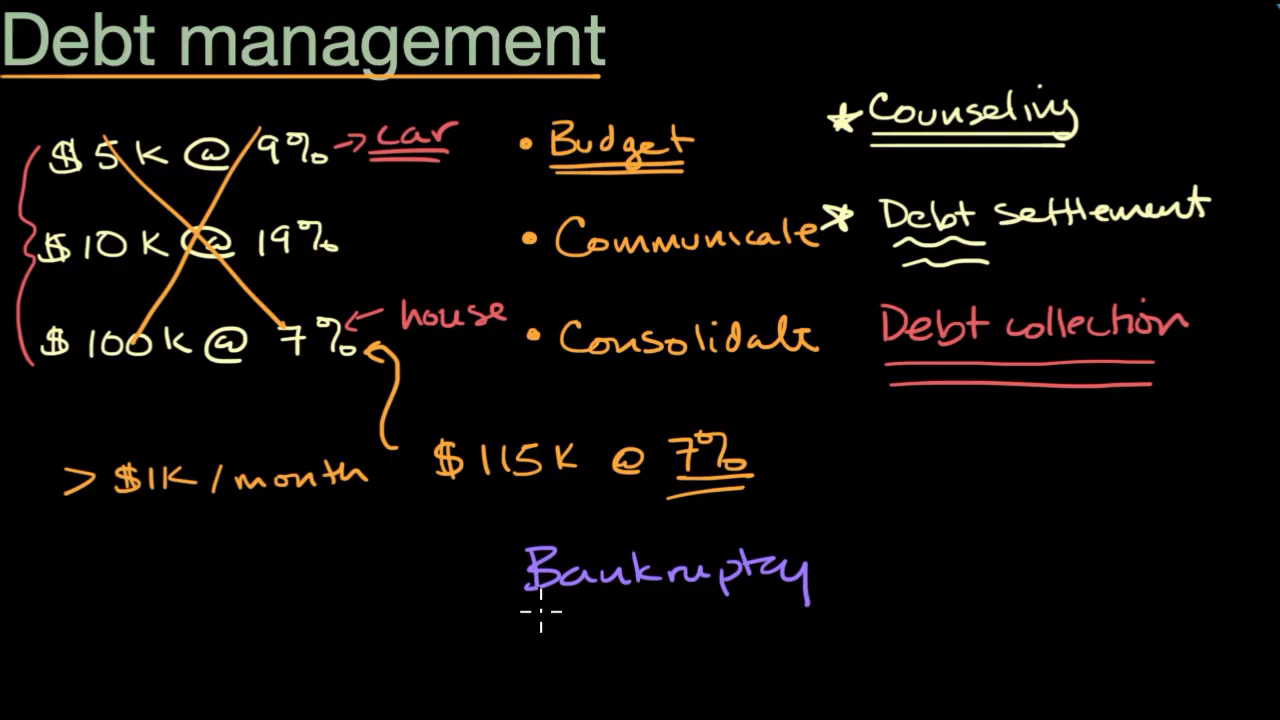 Debt management
$5K @ 9% → car
$10K @ 19%
$100K @ 7% ← house
> $1K/month
• Budget
• Communicate
• Consolidate
$115K @ 7%
Bankruptcy
* Counseling
* Debt settlement
Debt collection